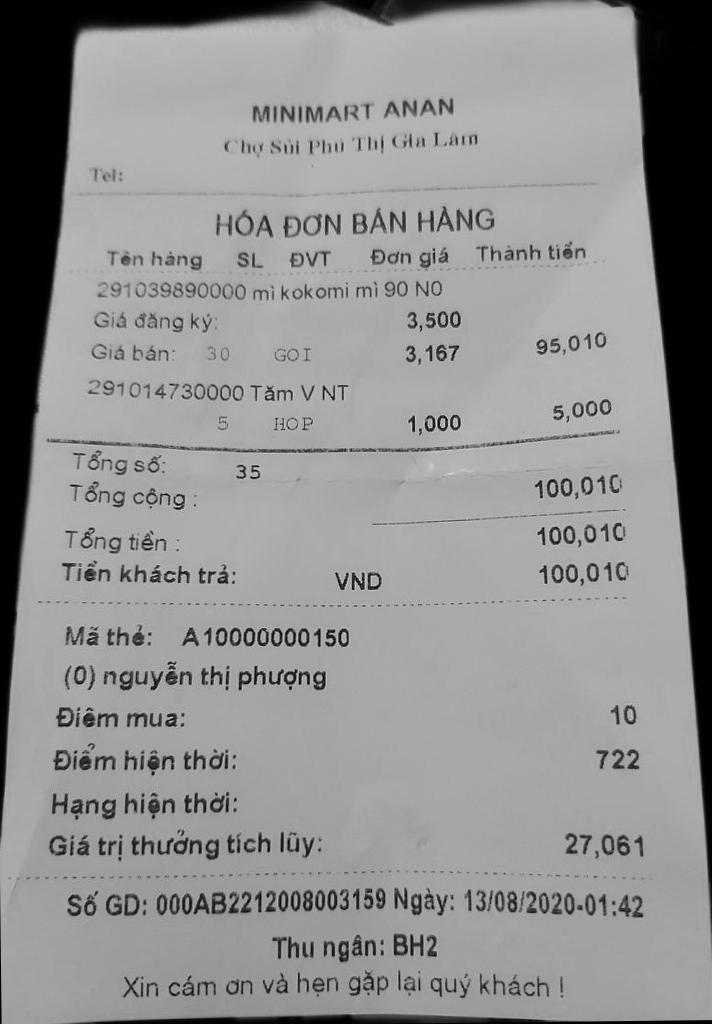 MINIMART ANAN
Chợ Sủi Phú Thị Gia Lâm
Tel:
HÓA ĐƠN BÁN HÀNG
Tên hàng SL ĐVT Đơn giá Thành tiền
291039890000 mì kokomi mì 90 N0
Giá đăng ký: 3,500
Giá bán: 30 GOI 3,167 95,010
291014730000 Tăm V NT
5 HOP 1,000 5,000
Tổng số: 35
Tổng cộng : 100,010
Tổng tiền : 100,010
Tiền khách trả: VND 100,010
Mã thẻ: A10000000150
(0) nguyễn thị phượng
Điêm mua: 10
Điểm hiện thời: 722
Hạng hiện thời:
Giá trị thưởng tích lũy: 27,061
Số GD: 000AB2212008003159 Ngày: 13/08/2020-01:42
Thu ngân: BH2
Xin cám ơn và hẹn gặp lại quý khách !